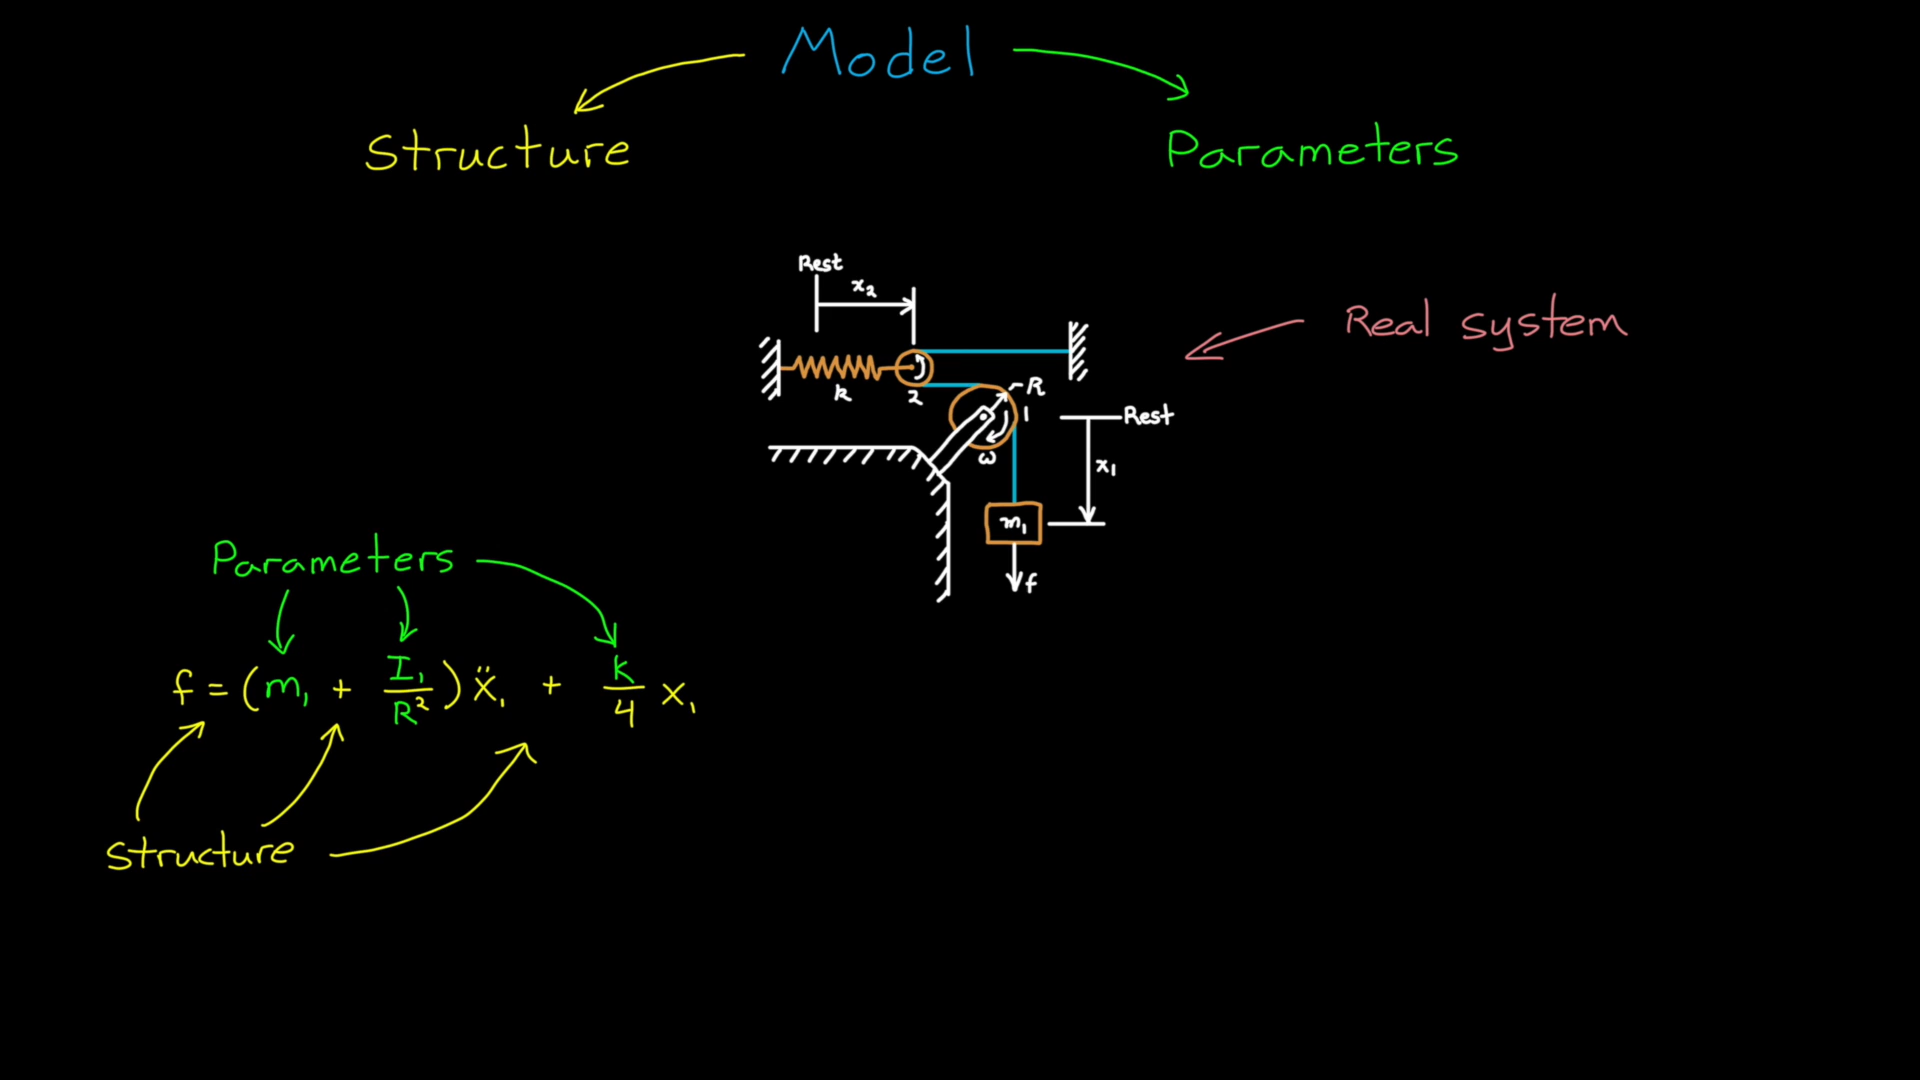 Model
Structure
Parameters
Rest
x₂
Real system
k
2
R
1
Rest
ω
x₁
m₁
f
Parameters
f = (m₁ + I₁/R²) ẍ₁ + k/4 x₁
Structure